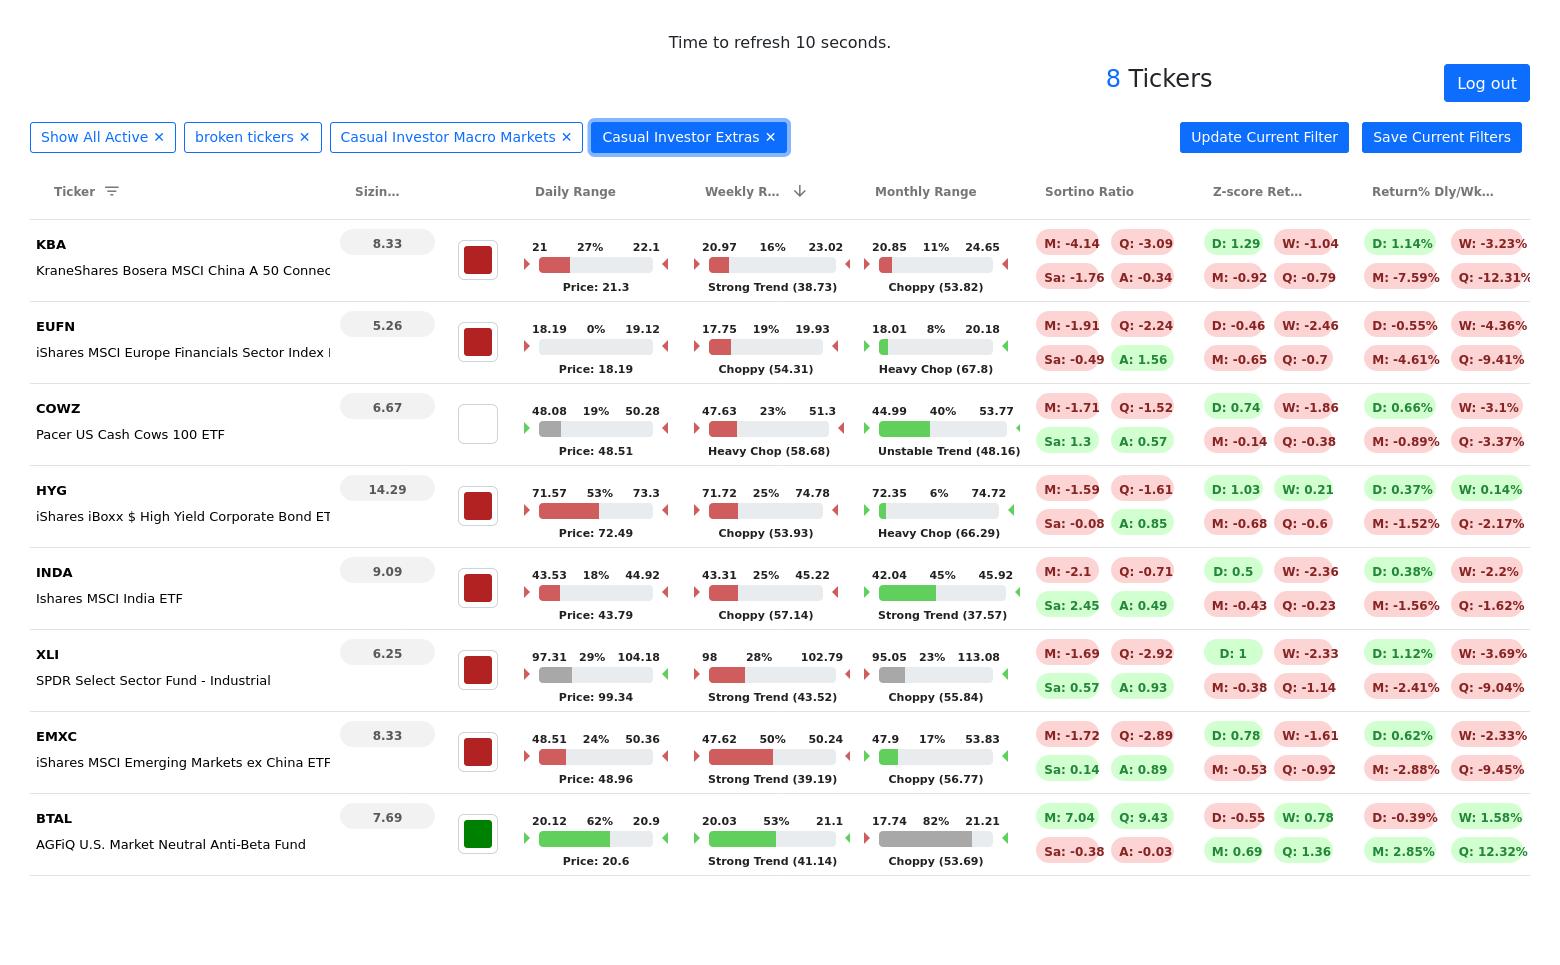 Time to refresh 10 seconds.
8 Tickers
Log out
Show All Active ✕ broken tickers ✕ Casual Investor Macro Markets ✕ Casual Investor Extras ✕ Update Current Filter Save Current Filters
Ticker Sizin… Daily Range Weekly R… Monthly Range Sortino Ratio Z-score Ret… Return% Dly/Wk…
KBA 8.33 21 27% 22.1 20.97 16% 23.02 20.85 11% 24.65 M: -4.14 Q: -3.09 D: 1.29 W: -1.04 D: 1.14% W: -3.23%
KraneShares Bosera MSCI China A 50 Connec Sa: -1.76 A: -0.34 M: -0.92 Q: -0.79 M: -7.59% Q: -12.31%
Price: 21.3 Strong Trend (38.73) Choppy (53.82)
EUFN 5.26 18.19 0% 19.12 17.75 19% 19.93 18.01 8% 20.18 M: -1.91 Q: -2.24 D: -0.46 W: -2.46 D: -0.55% W: -4.36%
iShares MSCI Europe Financials Sector Index Sa: -0.49 A: 1.56 M: -0.65 Q: -0.7 M: -4.61% Q: -9.41%
Price: 18.19 Choppy (54.31) Heavy Chop (67.8)
COWZ 6.67 48.08 19% 50.28 47.63 23% 51.3 44.99 40% 53.77 M: -1.71 Q: -1.52 D: 0.74 W: -1.86 D: 0.66% W: -3.1%
Pacer US Cash Cows 100 ETF Sa: 1.3 A: 0.57 M: -0.14 Q: -0.38 M: -0.89% Q: -3.37%
Price: 48.51 Heavy Chop (58.68) Unstable Trend (48.16)
HYG 14.29 71.57 53% 73.3 71.72 25% 74.78 72.35 6% 74.72 M: -1.59 Q: -1.61 D: 1.03 W: 0.21 D: 0.37% W: 0.14%
iShares iBoxx $ High Yield Corporate Bond ET Sa: -0.08 A: 0.85 M: -0.68 Q: -0.6 M: -1.52% Q: -2.17%
Price: 72.49 Choppy (53.93) Heavy Chop (66.29)
INDA 9.09 43.53 18% 44.92 43.31 25% 45.22 42.04 45% 45.92 M: -2.1 Q: -0.71 D: 0.5 W: -2.36 D: 0.38% W: -2.2%
Ishares MSCI India ETF Sa: 2.45 A: 0.49 M: -0.43 Q: -0.23 M: -1.56% Q: -1.62%
Price: 43.79 Choppy (57.14) Strong Trend (37.57)
XLI 6.25 97.31 29% 104.18 98 28% 102.79 95.05 23% 113.08 M: -1.69 Q: -2.92 D: 1 W: -2.33 D: 1.12% W: -3.69%
SPDR Select Sector Fund - Industrial Sa: 0.57 A: 0.93 M: -0.38 Q: -1.14 M: -2.41% Q: -9.04%
Price: 99.34 Strong Trend (43.52) Choppy (55.84)
EMXC 8.33 48.51 24% 50.36 47.62 50% 50.24 47.9 17% 53.83 M: -1.72 Q: -2.89 D: 0.78 W: -1.61 D: 0.62% W: -2.33%
iShares MSCI Emerging Markets ex China ETF Sa: 0.14 A: 0.89 M: -0.53 Q: -0.92 M: -2.88% Q: -9.45%
Price: 48.96 Strong Trend (39.19) Choppy (56.77)
BTAL 7.69 20.12 62% 20.9 20.03 53% 21.1 17.74 82% 21.21 M: 7.04 Q: 9.43 D: -0.55 W: 0.78 D: -0.39% W: 1.58%
AGFiQ U.S. Market Neutral Anti-Beta Fund Sa: -0.38 A: -0.03 M: 0.69 Q: 1.36 M: 2.85% Q: 12.32%
Price: 20.6 Strong Trend (41.14) Choppy (53.69)